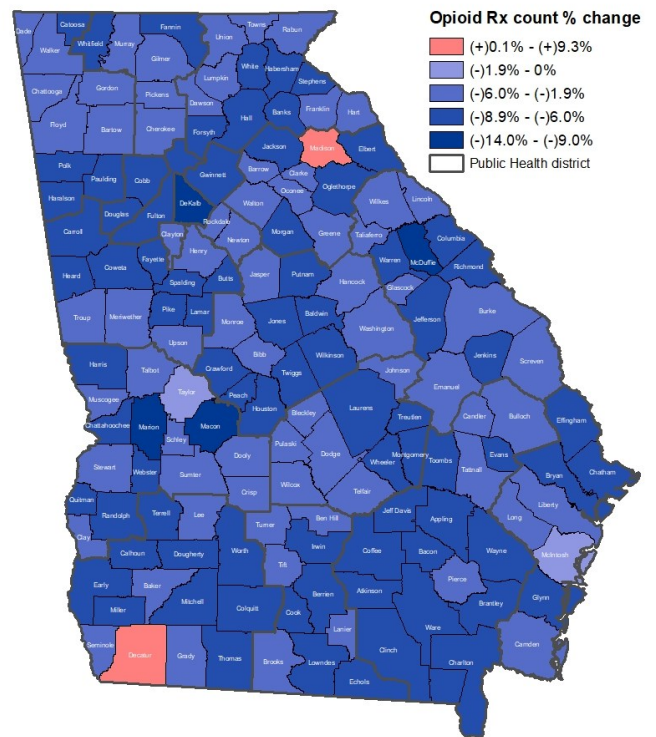 Opioid Rx count % change
(+)0.1% - (+)9.3%
(-)1.9% - 0%
(-)6.0% - (-)1.9%
(-)8.9% - (-)6.0%
(-)14.0% - (-)9.0%
Public Health district
Dade
Catoosa
Whitfield
Murray
Fannin
Union
Towns
Rabun
Walker
Gilmer
Lumpkin
White
Habersham
Stephens
Chattooga
Gordon
Pickens
Dawson
Banks
Franklin
Hart
Floyd
Bartow
Cherokee
Forsyth
Hall
Jackson
Madison
Elbert
Polk
Paulding
Cobb
Gwinnett
Barrow
Clarke
Oconee
Oglethorpe
Haralson
Douglas
Fulton
DeKalb
Rockdale
Walton
Wilkes
Lincoln
Carroll
Clayton
Henry
Newton
Morgan
Greene
Taliaferro
Columbia
McDuffie
Warren
Richmond
Heard
Coweta
Fayette
Spalding
Butts
Jasper
Putnam
Hancock
Glascock
Troup
Meriwether
Pike
Lamar
Monroe
Jones
Baldwin
Washington
Jefferson
Burke
Upson
Bibb
Wilkinson
Jenkins
Screven
Harris
Talbot
Crawford
Twiggs
Johnson
Emanuel
Muscogee
Taylor
Peach
Houston
Bleckley
Laurens
Treutlen
Candler
Bulloch
Effingham
Chattahoochee
Marion
Macon
Schley
Pulaski
Dodge
Wheeler
Montgomery
Toombs
Evans
Tattnall
Bryan
Chatham
Stewart
Webster
Sumter
Dooly
Wilcox
Telfair
Crisp
Quitman
Randolph
Terrell
Lee
Turner
Ben Hill
Jeff Davis
Appling
Long
Liberty
Clay
Calhoun
Dougherty
Worth
Tift
Irwin
Coffee
Bacon
Wayne
McIntosh
Early
Baker
Mitchell
Colquitt
Cook
Berrien
Atkinson
Pierce
Brantley
Glynn
Miller
Lanier
Ware
Seminole
Decatur
Grady
Thomas
Brooks
Lowndes
Clinch
Charlton
Camden
Echols